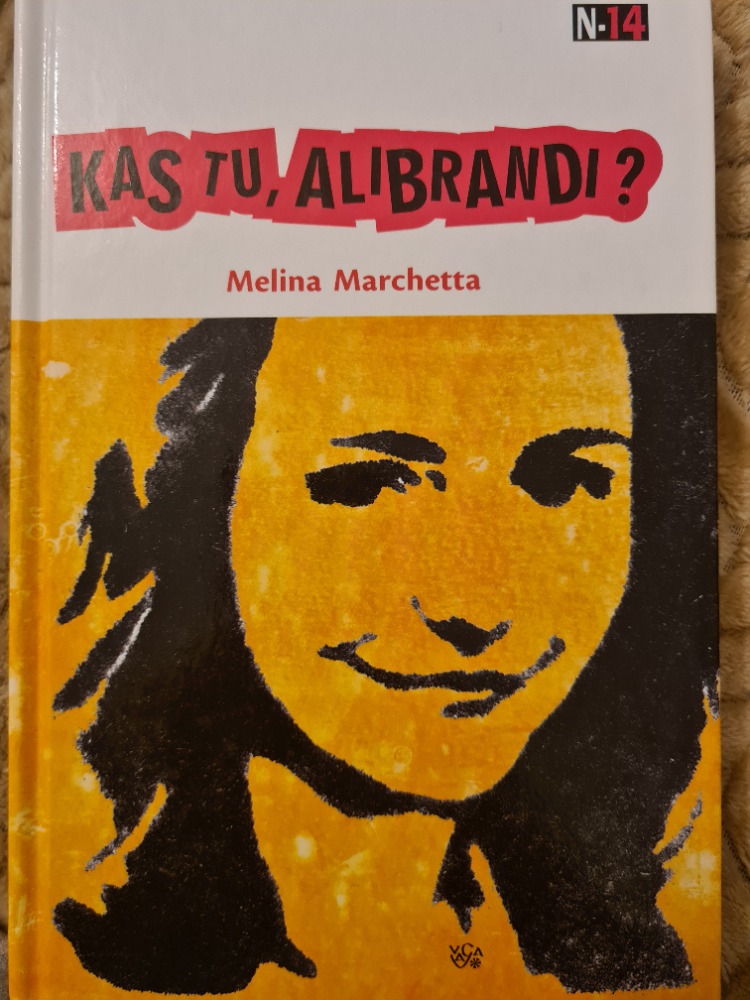 N-14
KAS TU, ALIBRANDI?
Melina Marchetta